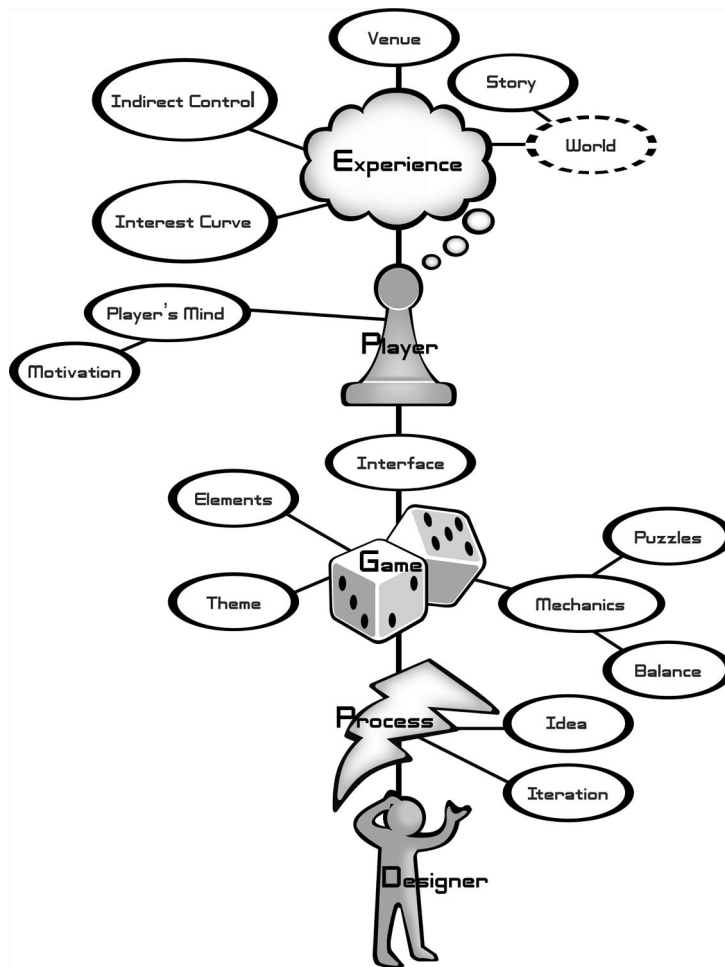 Venue
Story
Indirect Control
World
Experience
Interest Curve
Player's Mind
Player
Motivation
Interface
Elements
Puzzles
Game
Theme
Mechanics
Balance
Process
Idea
Iteration
Designer